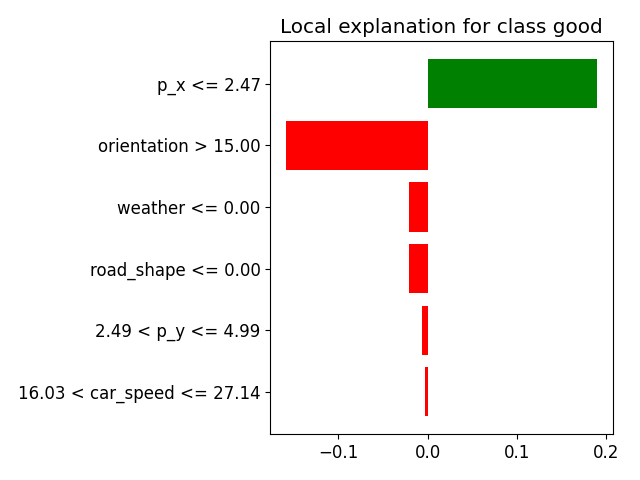 Local explanation for class good
p_x <= 2.47
orientation > 15.00
weather <= 0.00
road_shape <= 0.00
2.49 < p_y <= 4.99
16.03 < car_speed <= 27.14
−0.1 0.0 0.1 0.2